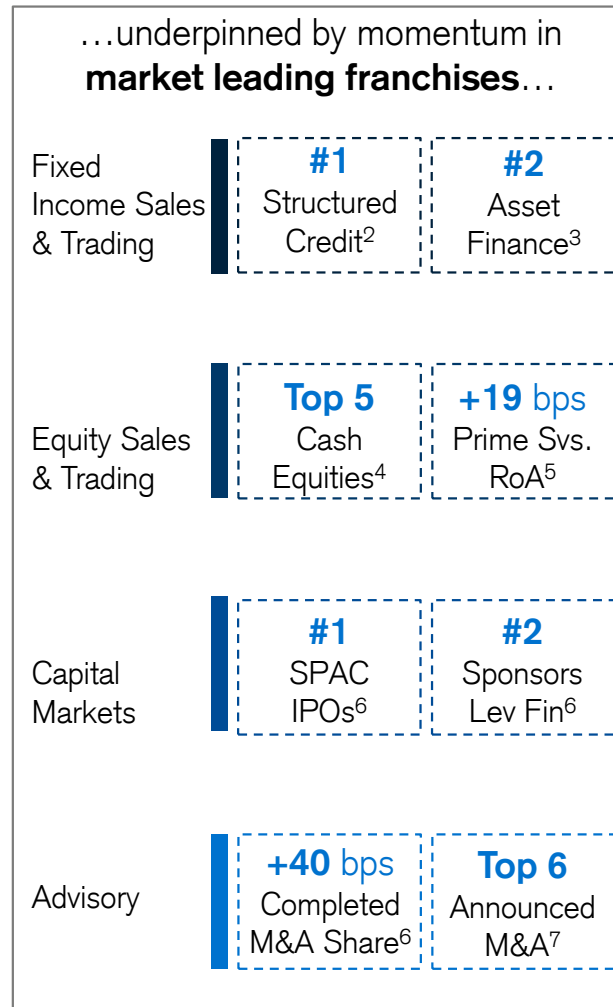 …underpinned by momentum in
market leading franchises…
Fixed
Income Sales
& Trading
#1
Structured
Credit²
#2
Asset
Finance³
Equity Sales
& Trading
Top 5
Cash
Equities⁴
+19 bps
Prime Svs.
RoA⁵
Capital
Markets
#1
SPAC
IPOs⁶
#2
Sponsors
Lev Fin⁶
Advisory
+40 bps
Completed
M&A Share⁶
Top 6
Announced
M&A⁷